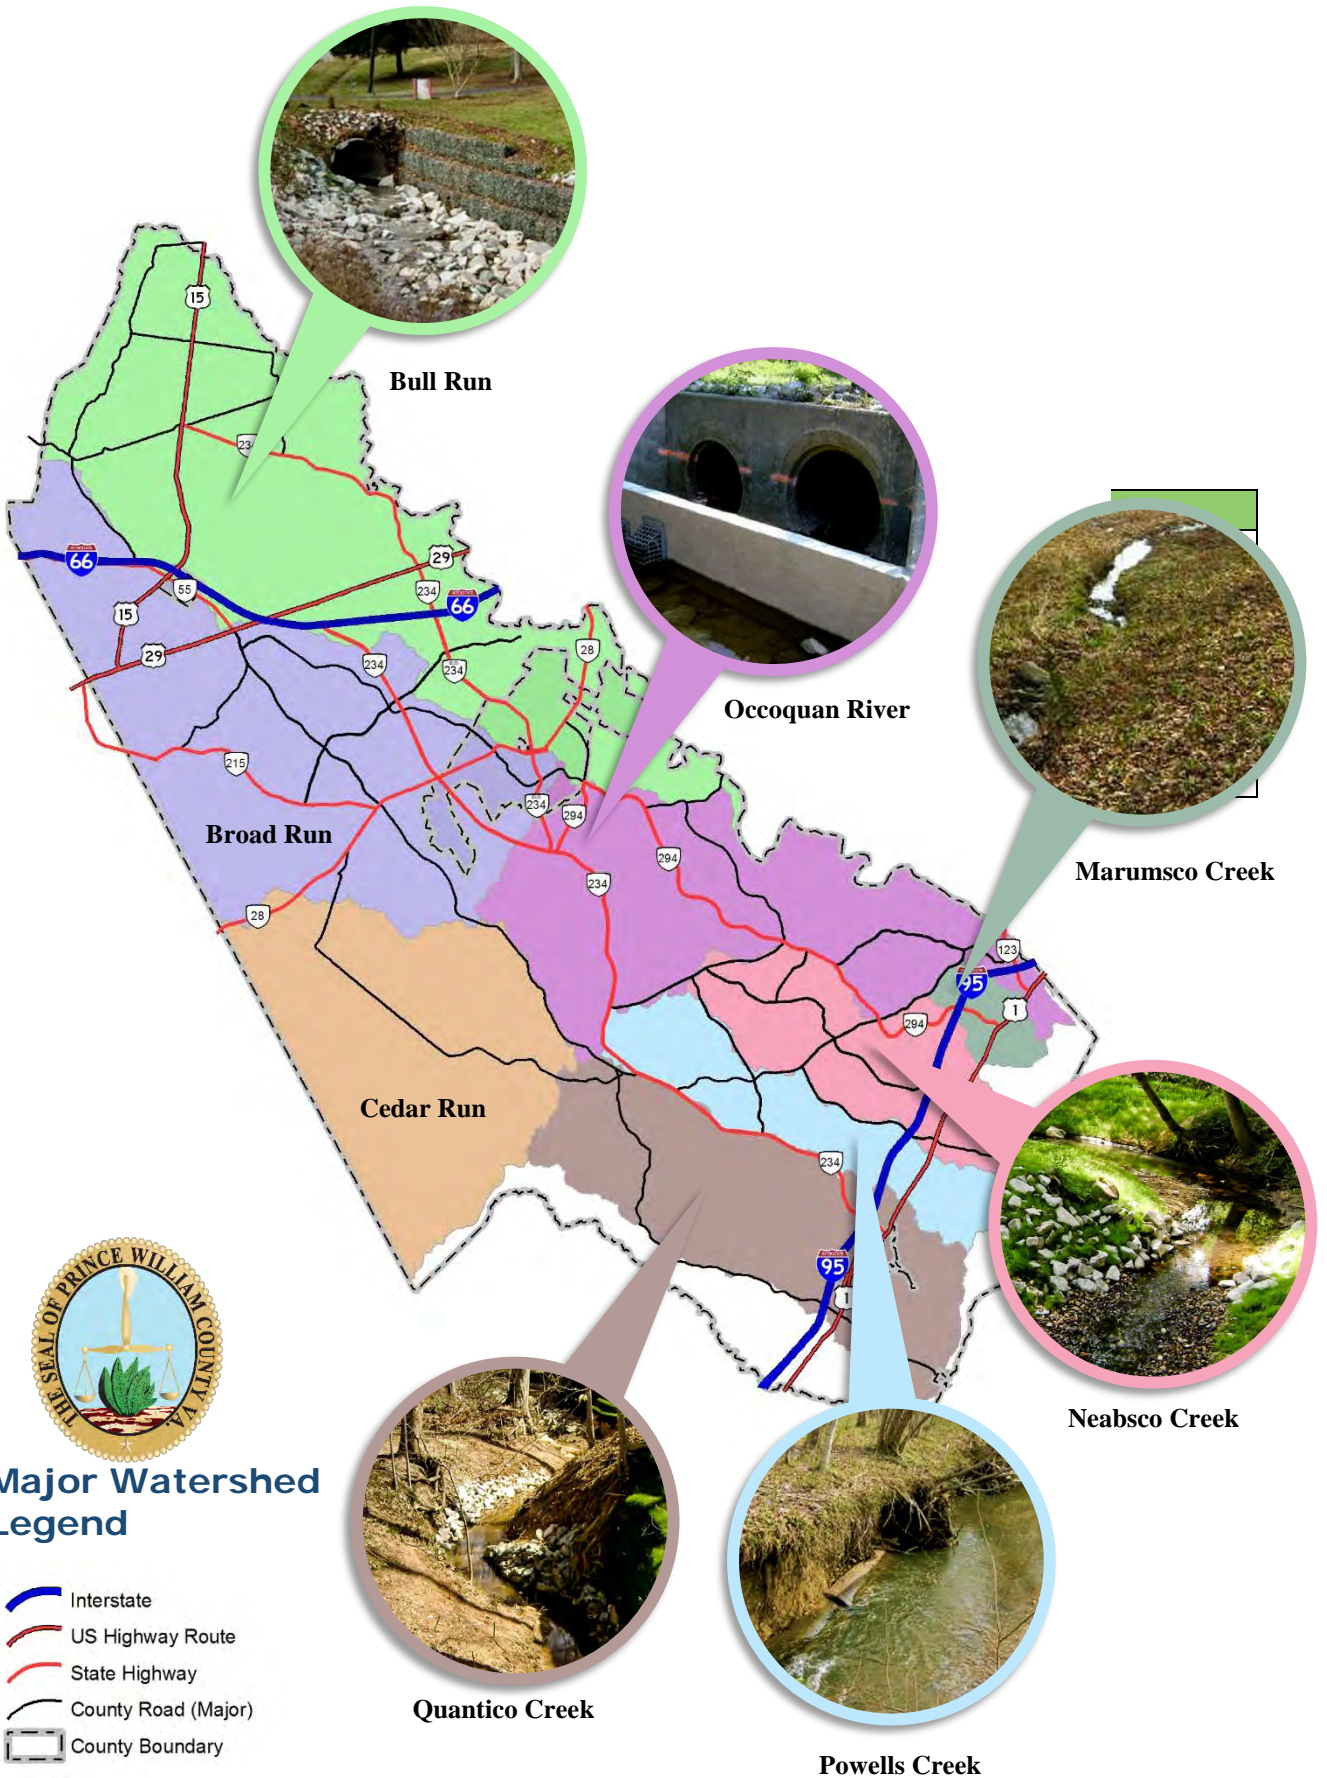 Bull Run
15
234
66
55
29
234
66
15
29
234
BUS
234
28
Occoquan River
215
BUS
234
294
Broad Run
294
Marumsco Creek
234
28
123
95
1
294
Cedar Run
234
95
1
Neabsco Creek
THE SEAL OF PRINCE WILLIAM COUNTY VA.
Major Watershed
Legend
Interstate
US Highway Route
State Highway
County Road (Major)
County Boundary
Quantico Creek
Powells Creek